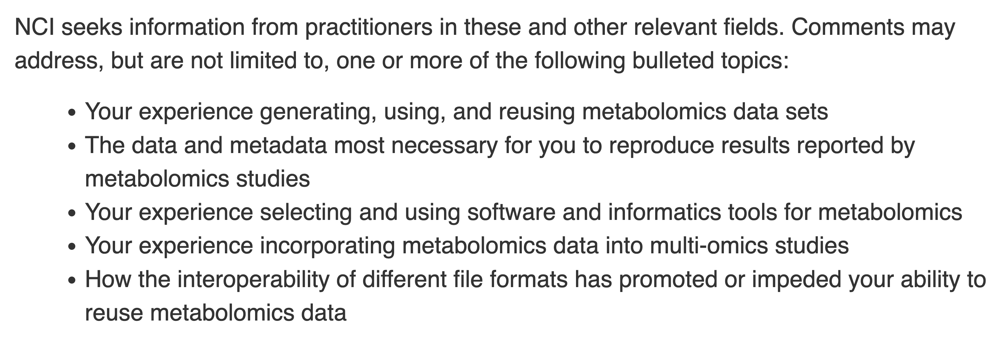 NCI seeks information from practitioners in these and other relevant fields. Comments may
address, but are not limited to, one or more of the following bulleted topics:
• Your experience generating, using, and reusing metabolomics data sets
• The data and metadata most necessary for you to reproduce results reported by
metabolomics studies
• Your experience selecting and using software and informatics tools for metabolomics
• Your experience incorporating metabolomics data into multi-omics studies
• How the interoperability of different file formats has promoted or impeded your ability to
reuse metabolomics data